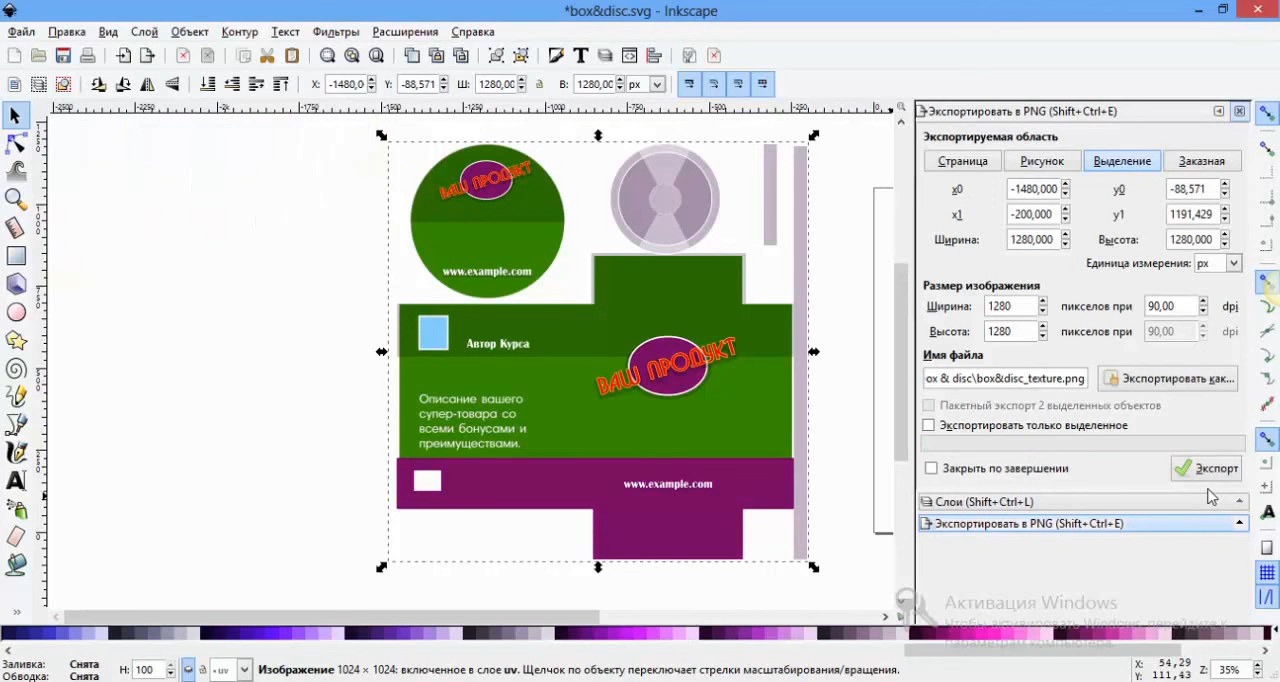 *box&disc.svg - Inkscape
Файл Правка Вид Слой Объект Контур Текст Фильтры Расширения Справка
X: -1480,0 Y: -88,571 Ш: 1280,00 В: 1280,00 px
Экспортировать в PNG (Shift+Ctrl+E)
Экспортируемая область
Страница Рисунок Выделение Заказная
x0 -1480,000 y0 -88,571
x1 -200,000 y1 1191,429
Ширина: 1280,000 Высота: 1280,000
Единица измерения: px
Размер изображения
Ширина: 1280 пикселов при 90,00 dpi
Высота: 1280 пикселов при 90,00 dpi
Имя файла
ox & disc\box&disc_texture.png Экспортировать как...
Пакетный экспорт 2 выделенных объектов
Экспортировать только выделенное
Закрыть по завершении Экспорт
Слои (Shift+Ctrl+L)
Экспортировать в PNG (Shift+Ctrl+E)
ВАШ ПРОДУКТ
www.example.com
Автор Курса
ВАШ ПРОДУКТ
Описание вашего
супер-товара со
всеми бонусами и
преимуществами.
www.example.com
Активация Windows
Чтобы активировать Windows, перейдите к
параметрам компьютера.
Заливка: Снята
Обводка: Снята
Н: 100
uv
Изображение 1024 × 1024: включенное в слое uv. Щелчок по объекту переключает стрелки масштабирования/вращения.
X: 54,29
Y: 111,43
Z: 35%